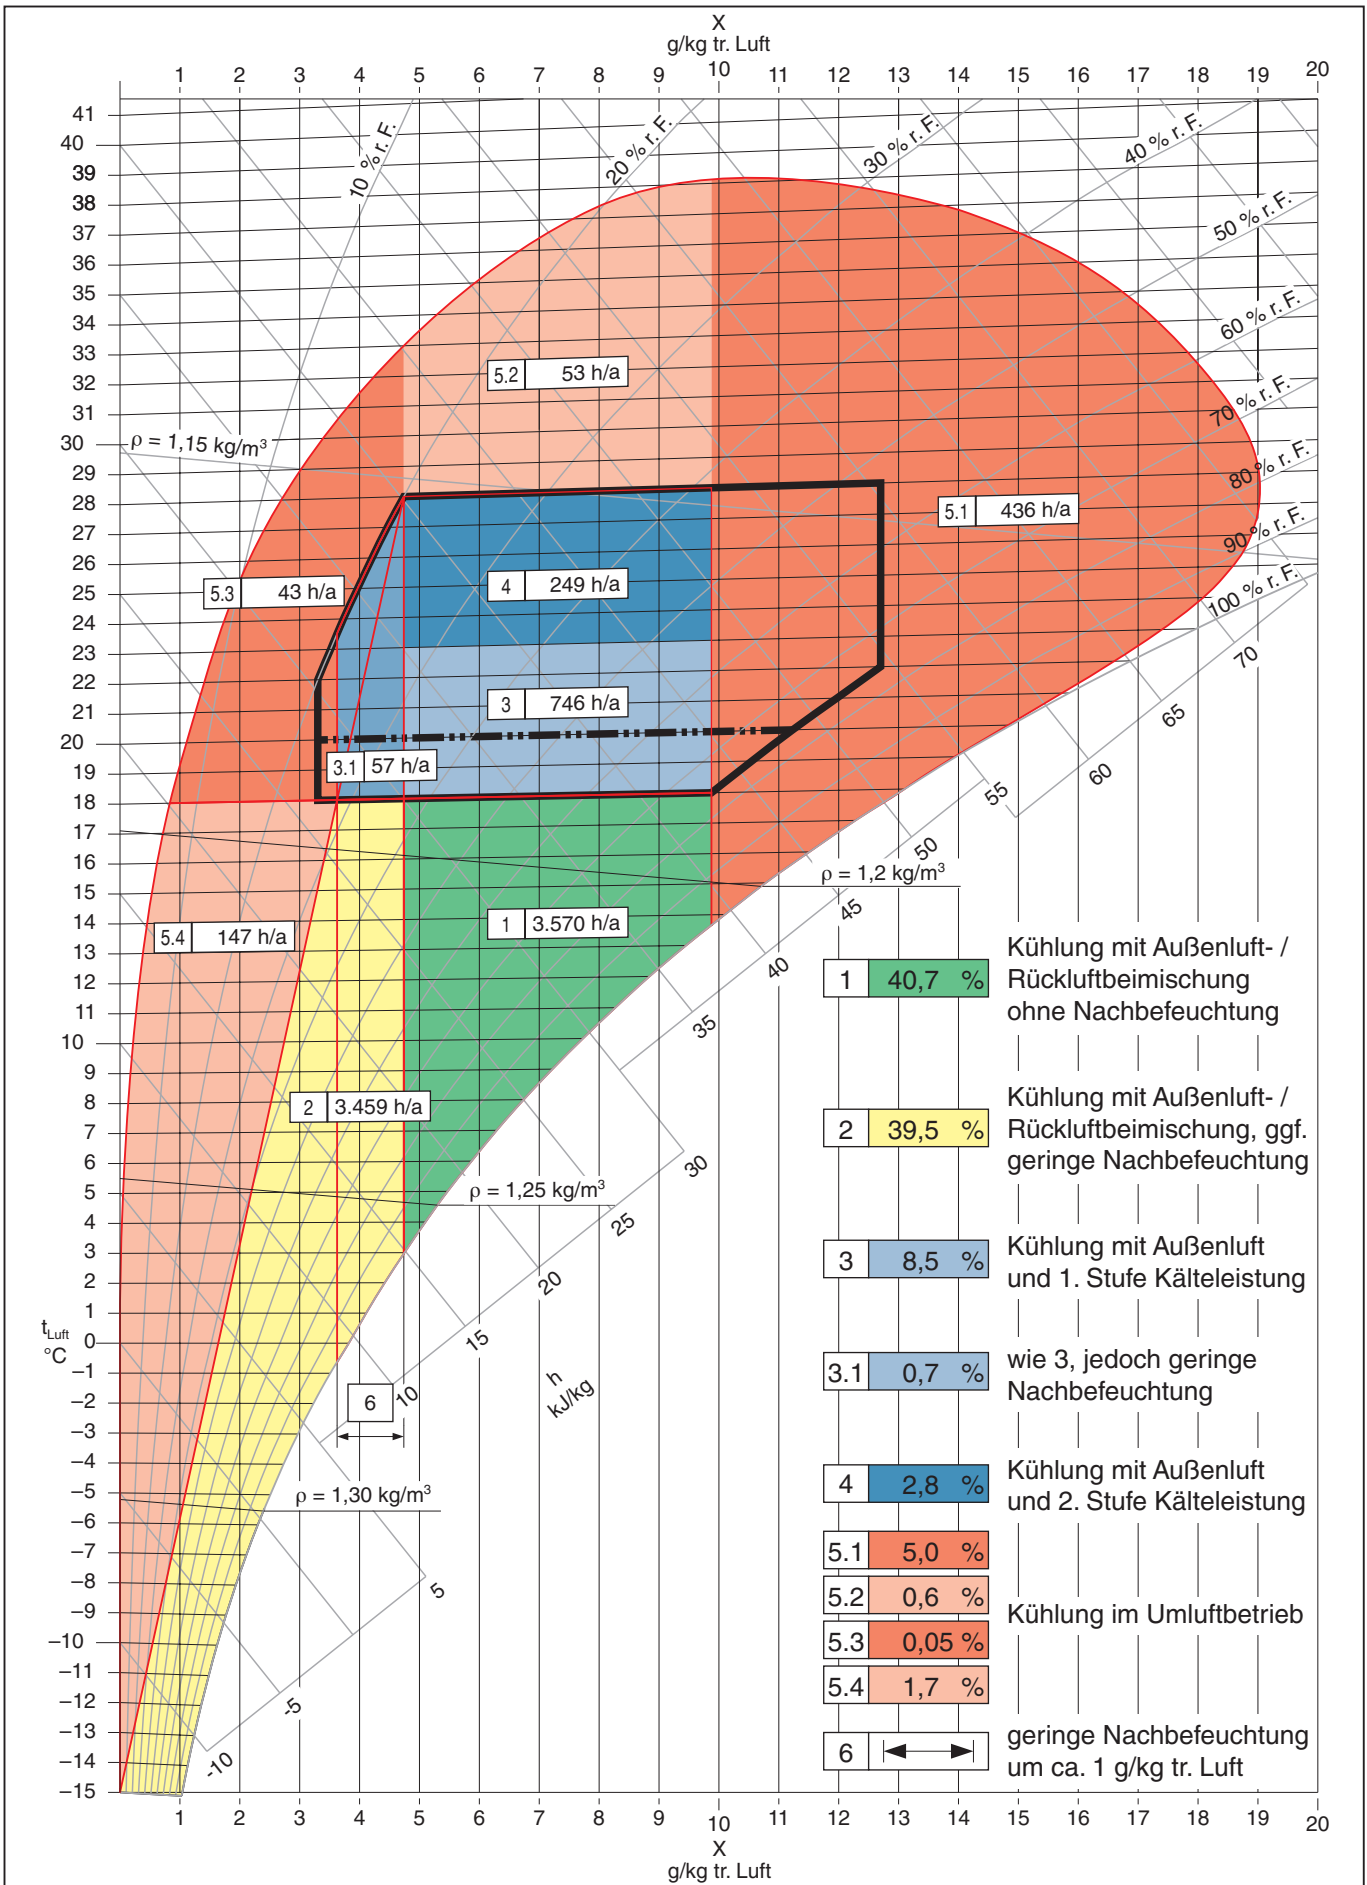 X
g/kg tr. Luft
1 2 3 4 5 6 7 8 9 10 11 12 13 14 15 16 17 18 19 20
41
40
39
38
37
36
35
34
33
32
31
30
29
28
27
26
25
24
23
22
21
20
19
18
17
16
15
14
13
12
11
10
9
8
7
6
5
4
3
2
1
0
–1
–2
–3
–4
–5
–6
–7
–8
–9
–10
–11
–12
–13
–14
–15
tLuft
°C
10 % r. F.
20 % r. F.
30 % r. F.
40 % r. F.
50 % r. F.
60 % r. F.
70 % r. F.
80 % r. F.
90 % r. F.
100 % r. F.
ρ = 1,15 kg/m³
5.2 53 h/a
5.1 436 h/a
5.3 43 h/a
4 249 h/a
3 746 h/a
3.1 57 h/a
ρ = 1,2 kg/m³
5.4 147 h/a
1 3.570 h/a
2 3.459 h/a
ρ = 1,25 kg/m³
6
ρ = 1,30 kg/m³
70
65
60
55
50
45
40
35
30
25
20
15
10
5
-5
-10
h
kJ/kg
1 40,7 %
Kühlung mit Außenluft- /
Rückluftbeimischung
ohne Nachbefeuchtung
2 39,5 %
Kühlung mit Außenluft- /
Rückluftbeimischung, ggf.
geringe Nachbefeuchtung
3 8,5 %
Kühlung mit Außenluft
und 1. Stufe Kälteleistung
3.1 0,7 %
wie 3, jedoch geringe
Nachbefeuchtung
4 2,8 %
Kühlung mit Außenluft
und 2. Stufe Kälteleistung
5.1 5,0 %
5.2 0,6 %
5.3 0,05 %
5.4 1,7 %
Kühlung im Umluftbetrieb
6
geringe Nachbefeuchtung
um ca. 1 g/kg tr. Luft
1 2 3 4 5 6 7 8 9 10 11 12 13 14 15 16 17 18 19 20
X
g/kg tr. Luft